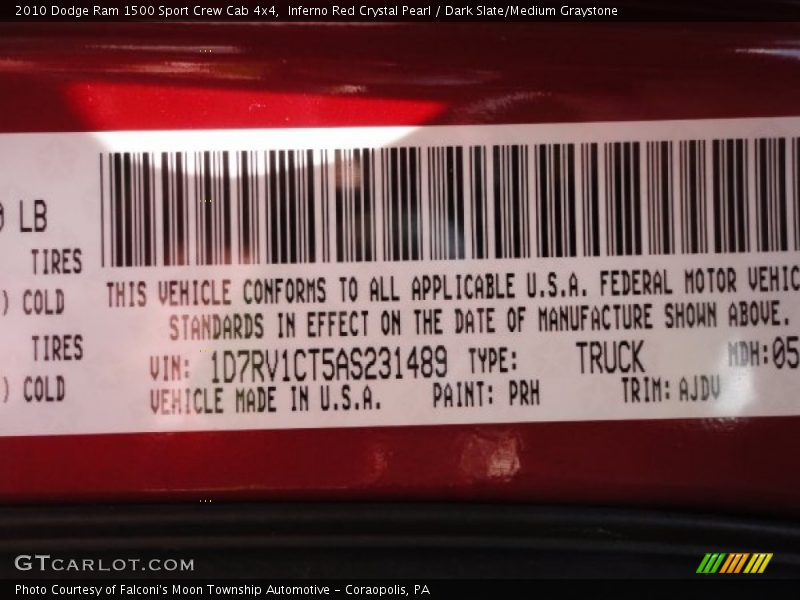 2010 Dodge Ram 1500 Sport Crew Cab 4x4,  Inferno Red Crystal Pearl / Dark Slate/Medium Graystone
LB
TIRES
) COLD
TIRES
) COLD
THIS VEHICLE CONFORMS TO ALL APPLICABLE U.S.A. FEDERAL MOTOR VEHIC
STANDARDS IN EFFECT ON THE DATE OF MANUFACTURE SHOWN ABOVE.
VIN: 1D7RV1CT5AS231489 TYPE: TRUCK MDH:05
VEHICLE MADE IN U.S.A. PAINT: PRH TRIM: AJDV
GTCARLOT.COM
Photo Courtesy of Falconi's Moon Township Automotive – Coraopolis, PA